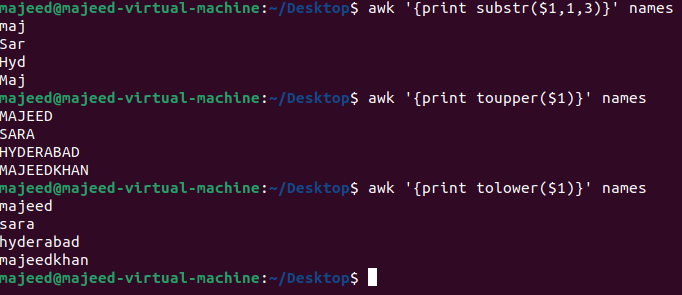 majeed@majeed-virtual-machine:~/Desktop$ awk '{print substr($1,1,3)}' names
maj
Sar
Hyd
Maj
majeed@majeed-virtual-machine:~/Desktop$ awk '{print toupper($1)}' names
MAJEED
SARA
HYDERABAD
MAJEEDKHAN
majeed@majeed-virtual-machine:~/Desktop$ awk '{print tolower($1)}' names
majeed
sara
hyderabad
majeedkhan
majeed@majeed-virtual-machine:~/Desktop$